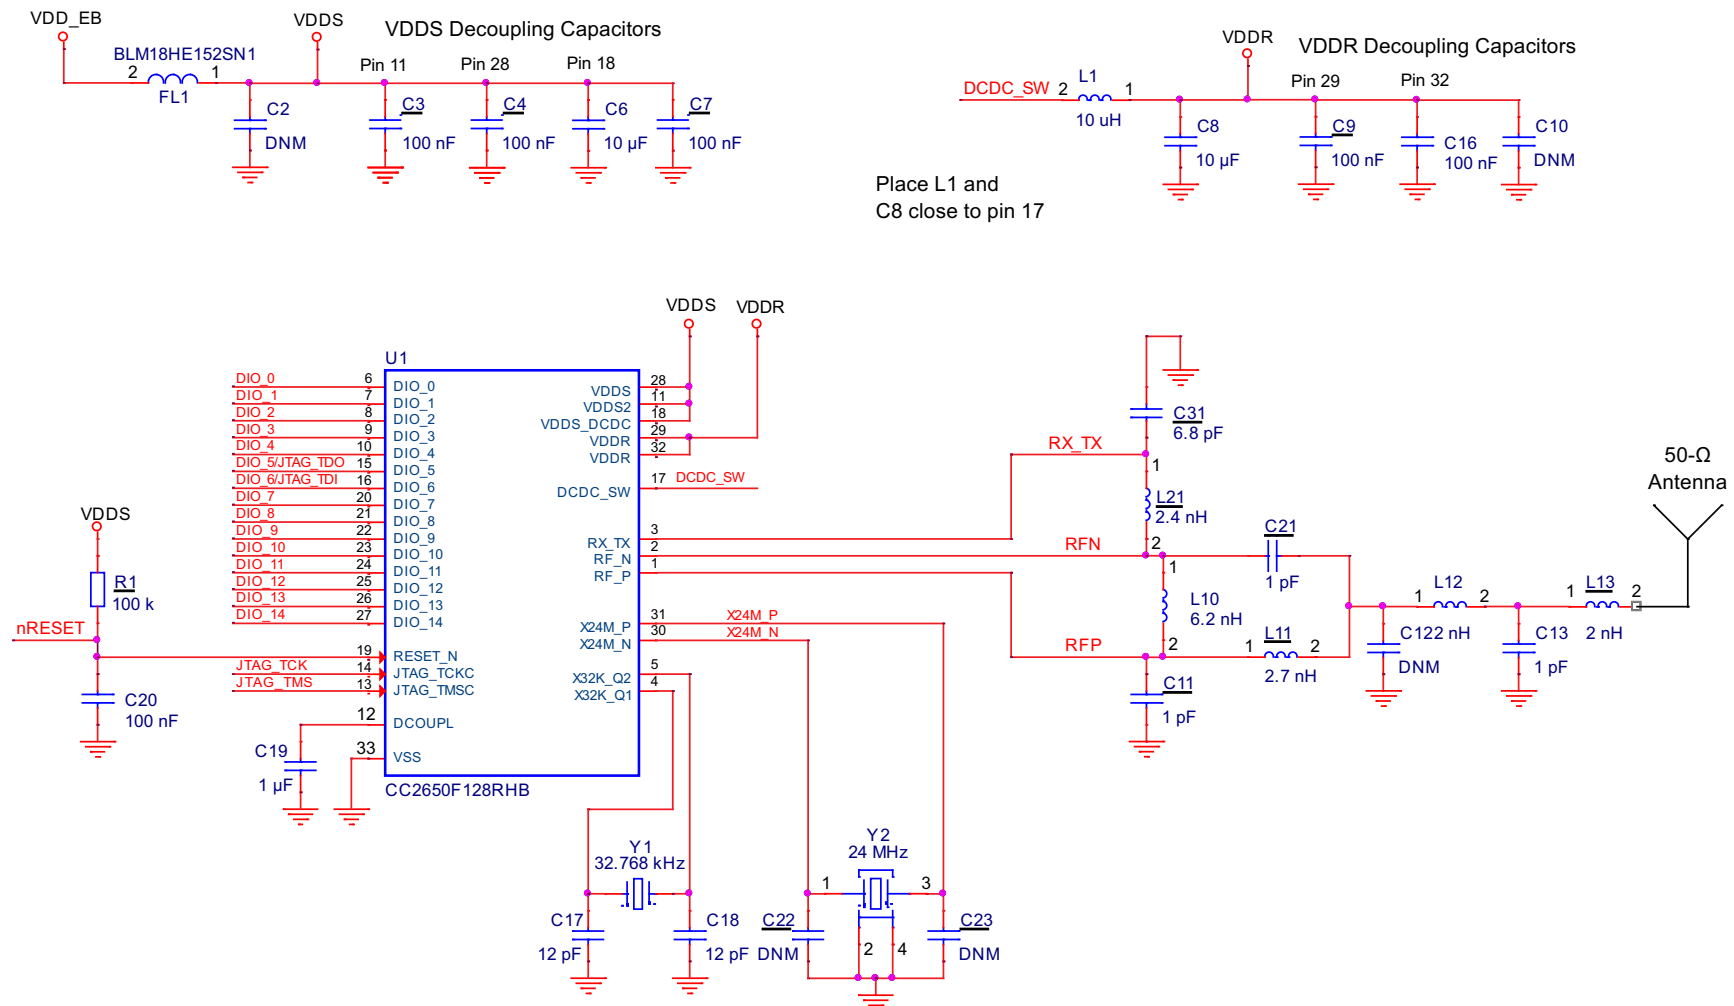 VDD_EB
VDDS
VDDS Decoupling Capacitors
BLM18HE152SN1
2
1
FL1
Pin 11
Pin 28
Pin 18
C2
DNM
C3
100 nF
C4
100 nF
C6
10 µF
C7
100 nF
VDDR
VDDR Decoupling Capacitors
DCDC_SW
2
L1
1
10 uH
Pin 29
Pin 32
C8
10 µF
C9
100 nF
C16
100 nF
C10
DNM
Place L1 and
C8 close to pin 17
VDDS
VDDR
U1
DIO_0 6 DIO_0
DIO_1 7 DIO_1
DIO_2 8 DIO_2
DIO_3 9 DIO_3
DIO_4 10 DIO_4
DIO_5/JTAG_TDO 15 DIO_5
DIO_6/JTAG_TDI 16 DIO_6
DIO_7 20 DIO_7
DIO_8 21 DIO_8
DIO_9 22 DIO_9
DIO_10 23 DIO_10
DIO_11 24 DIO_11
DIO_12 25 DIO_12
DIO_13 26 DIO_13
DIO_14 27 DIO_14
19 RESET_N
JTAG_TCK 14 JTAG_TCKC
JTAG_TMS 13 JTAG_TMSC
12 DCOUPL
33 VSS
CC2650F128RHB
VDDS 28
VDDS2 11
VDDS_DCDC 18
VDDR 29
VDDR 32
DCDC_SW 17 DCDC_SW
RX_TX 3
RF_N 2
RF_P 1
X24M_P 31 X24M_P
X24M_N 30 X24M_N
X32K_Q2 5
X32K_Q1 4
VDDS
R1
100 k
nRESET
C20
100 nF
C19
1 µF
Y1
32.768 kHz
C17
12 pF
C18
12 pF
Y2
24 MHz
1
3
2
4
C22
DNM
C23
DNM
RX_TX
RFN
RFP
C31
6.8 pF
1
L21
2.4 nH
2
1
L10
6.2 nH
2
C21
1 pF
1
L11
2
2.7 nH
C11
1 pF
1
L12
2
C122 nH
DNM
C13
1 pF
1
L13
2
2 nH
50-Ω
Antenna